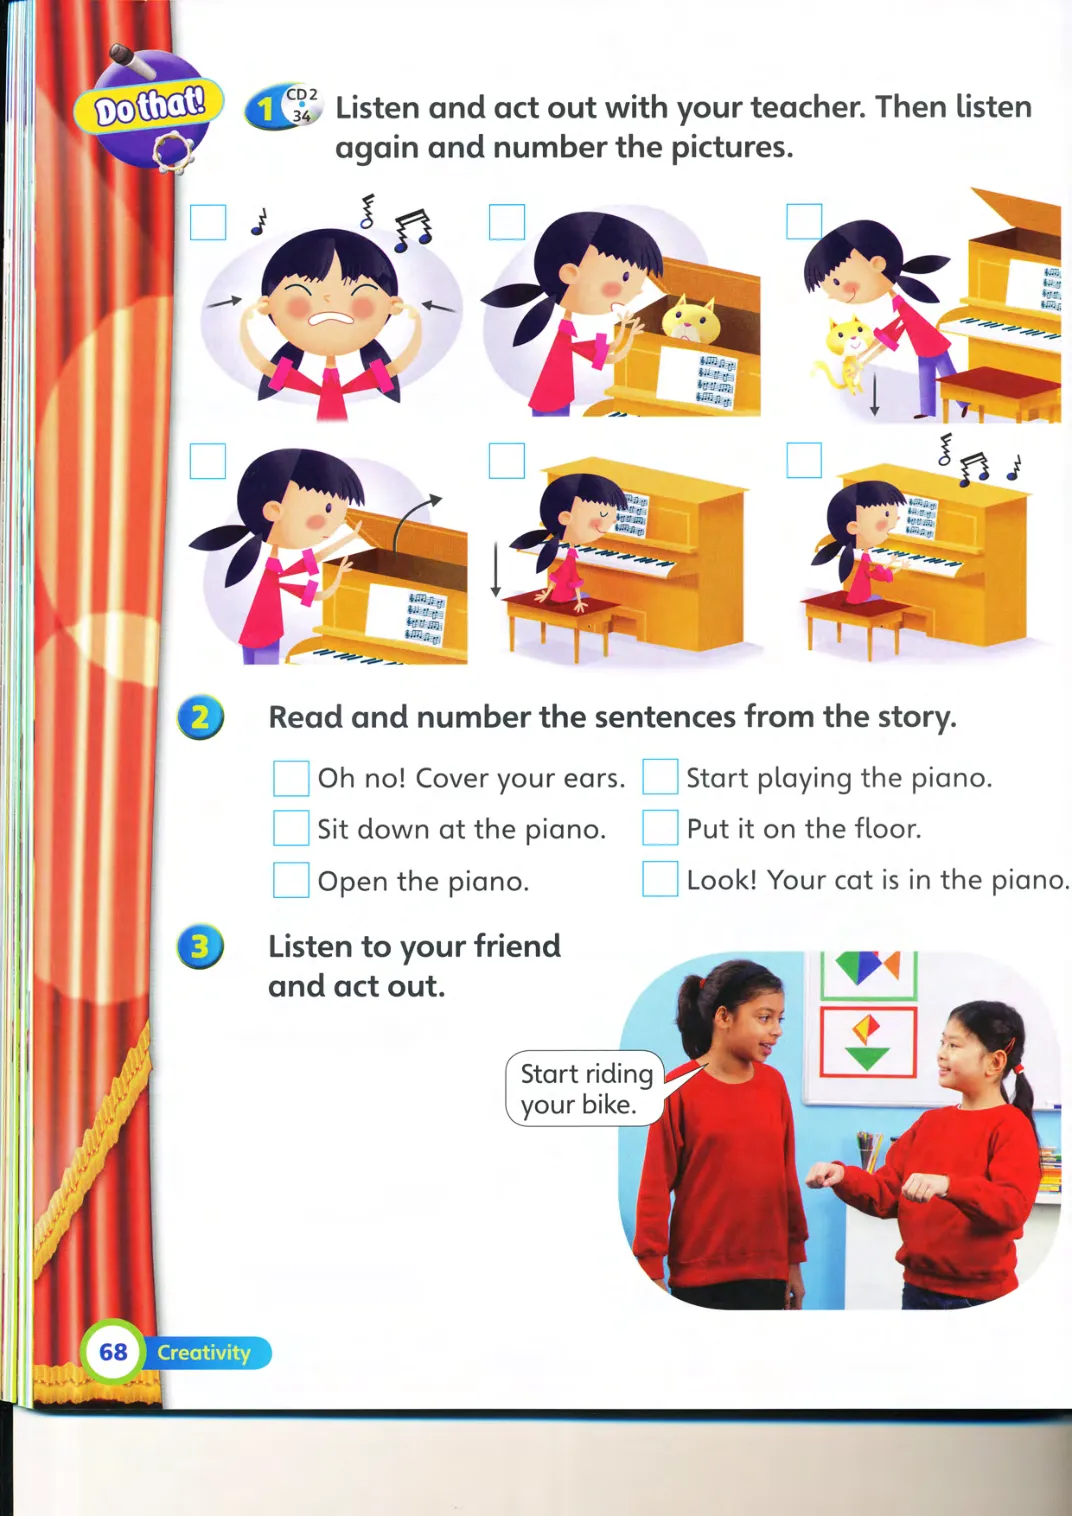 Do that!
1 CD 2 34 Listen and act out with your teacher. Then listen
again and number the pictures.
2 Read and number the sentences from the story.
Oh no! Cover your ears.
Start playing the piano.
Sit down at the piano.
Put it on the floor.
Open the piano.
Look! Your cat is in the piano.
3 Listen to your friend
and act out.
Start riding
your bike.
68 Creativity